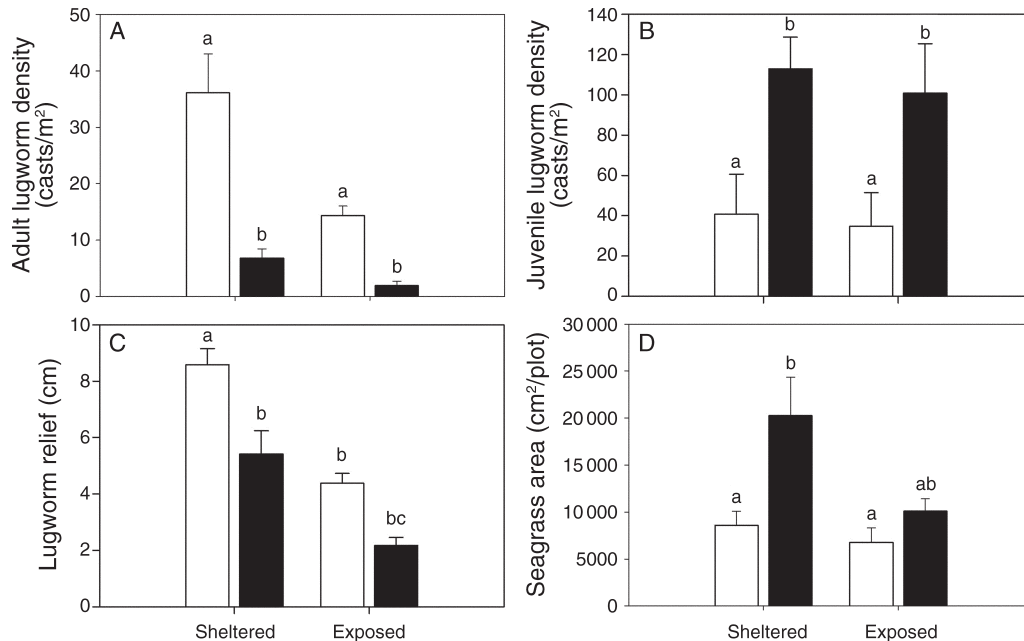 A
Adult lugworm density
(casts/m²)
50
40
30
20
10
0
a
b
a
b
B
Juvenile lugworm density
(casts/m²)
140
120
100
80
60
40
20
0
a
b
a
b
C
Lugworm relief (cm)
10
8
6
4
2
0
a
b
b
bc
Sheltered
Exposed
D
Seagrass area (cm²/plot)
30 000
25 000
20 000
15 000
10 000
5000
0
a
b
a
ab
Sheltered
Exposed